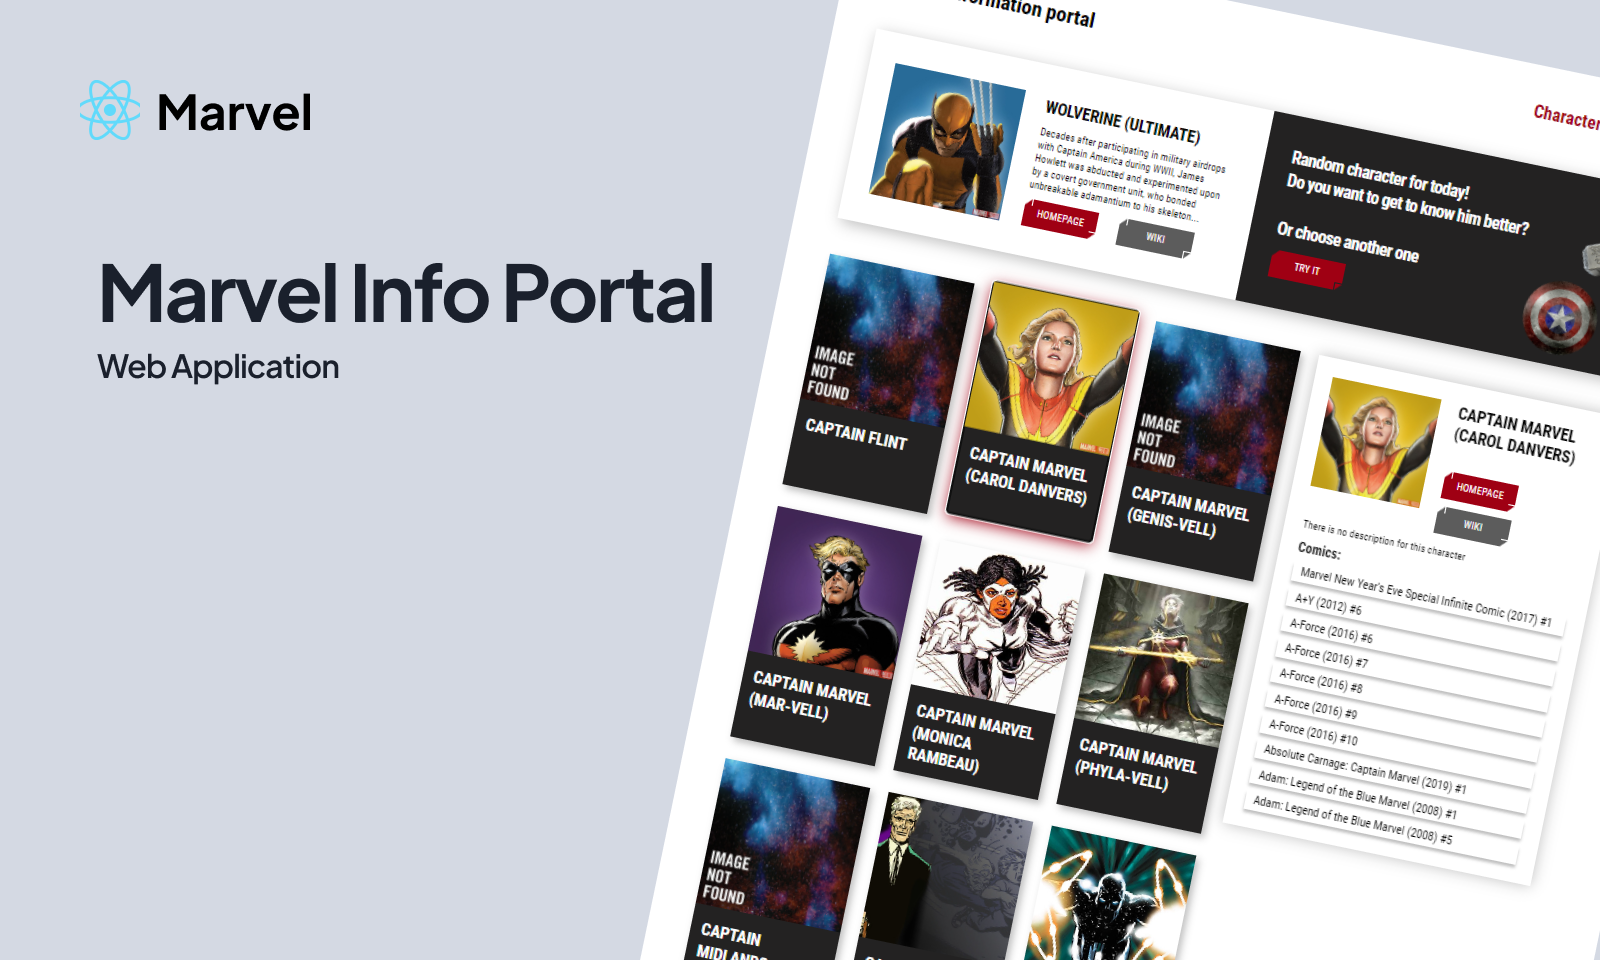 Marvel
Marvel Info Portal
Web Application
information portal
Character
WOLVERINE (ULTIMATE)
Decades after participating in military airdrops
with Captain America during WWII, James
Howlett was abducted and experimented upon
by a covert government unit, who bonded
unbreakable adamantium to his skeleton...
HOMEPAGE
WIKI
Random character for today!
Do you want to get to know him better?
Or choose another one
TRY IT
IMAGE
NOT
FOUND
CAPTAIN FLINT
CAPTAIN MARVEL
(CAROL DANVERS)
IMAGE
NOT
FOUND
CAPTAIN MARVEL
(GENIS-VELL)
CAPTAIN MARVEL
(MAR-VELL)
CAPTAIN MARVEL
(MONICA
RAMBEAU)
CAPTAIN MARVEL
(PHYLA-VELL)
IMAGE
NOT
FOUND
CAPTAIN
CAPTAIN MARVEL
(CAROL DANVERS)
HOMEPAGE
WIKI
There is no description for this character
Comics:
Marvel New Year's Eve Special Infinite Comic (2017) #1
A+Y (2012) #6
A-Force (2016) #6
A-Force (2016) #7
A-Force (2016) #8
A-Force (2016) #9
A-Force (2016) #10
Absolute Carnage: Captain Marvel (2019) #1
Adam: Legend of the Blue Marvel (2008) #1
Adam: Legend of the Blue Marvel (2008) #5